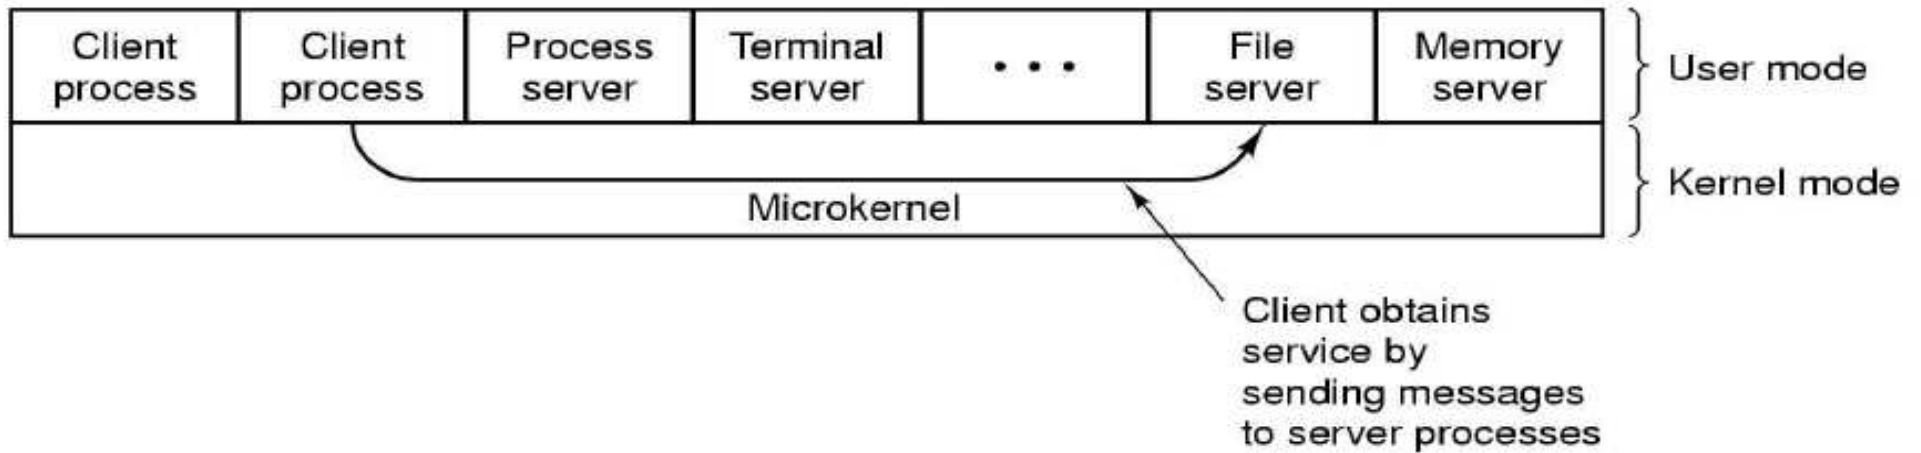 Client
process
Client
process
Process
server
Terminal
server
• • •
File
server
Memory
server
User mode
Microkernel
Kernel mode
Client obtains
service by
sending messages
to server processes